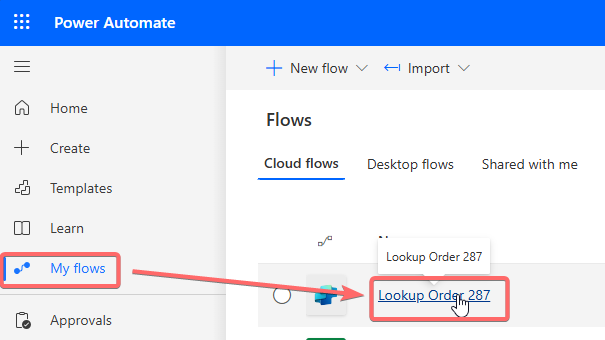 Power Automate
New flow
Import
Home
Create
Templates
Learn
My flows
Approvals
Flows
Cloud flows Desktop flows Shared with me
Lookup Order 287
Lookup Order 287